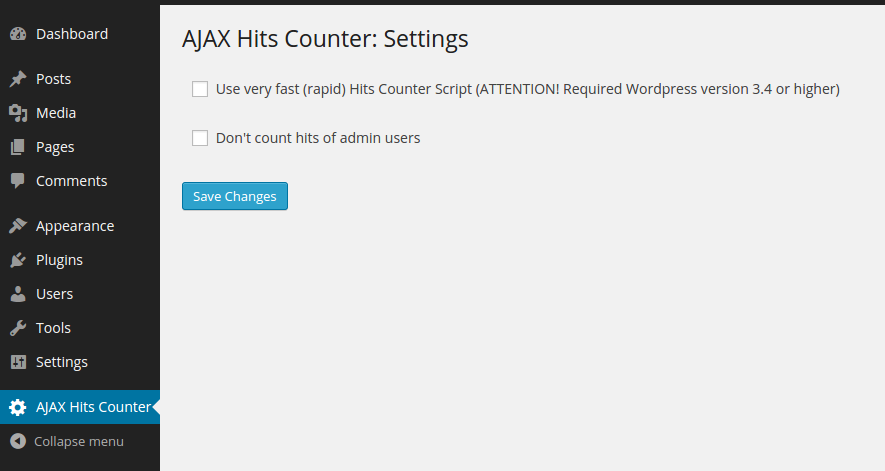 Dashboard
Posts
Media
Pages
Comments
Appearance
Plugins
Users
Tools
Settings
AJAX Hits Counter
Collapse menu
AJAX Hits Counter: Settings
Use very fast (rapid) Hits Counter Script (ATTENTION! Required Wordpress version 3.4 or higher)
Don't count hits of admin users
Save Changes